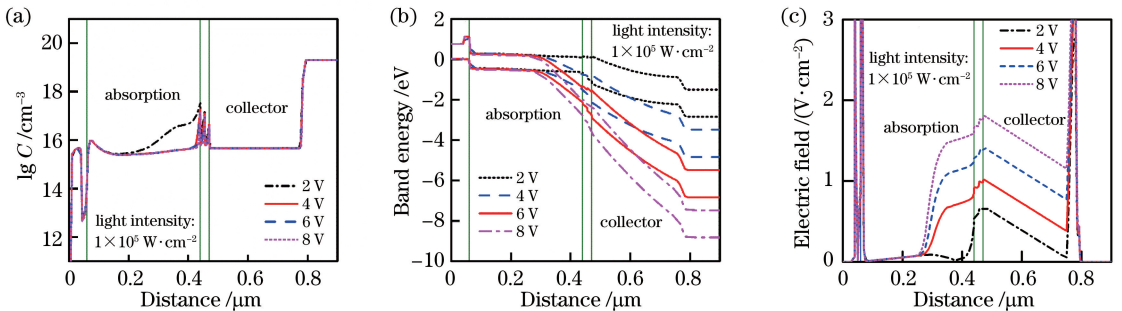 (a)
20
18
16
14
12
lg C /cm⁻³
absorption
collector
2 V
4 V
6 V
8 V
light intensity:
1×10⁵ W·cm⁻²
0 0.2 0.4 0.6 0.8
Distance /μm
(b)
2
0
−2
−4
−6
−8
−10
Band energy /eV
light intensity:
1×10⁵ W·cm⁻²
absorption
2 V
4 V
6 V
8 V
collector
0 0.2 0.4 0.6 0.8
Distance /μm
(c)
3
2
1
0
Electric field /(V·cm⁻²)
2 V
4 V
6 V
8 V
light intensity:
1×10⁵ W·cm⁻²
absorption
collector
0 0.2 0.4 0.6 0.8
Distance /μm